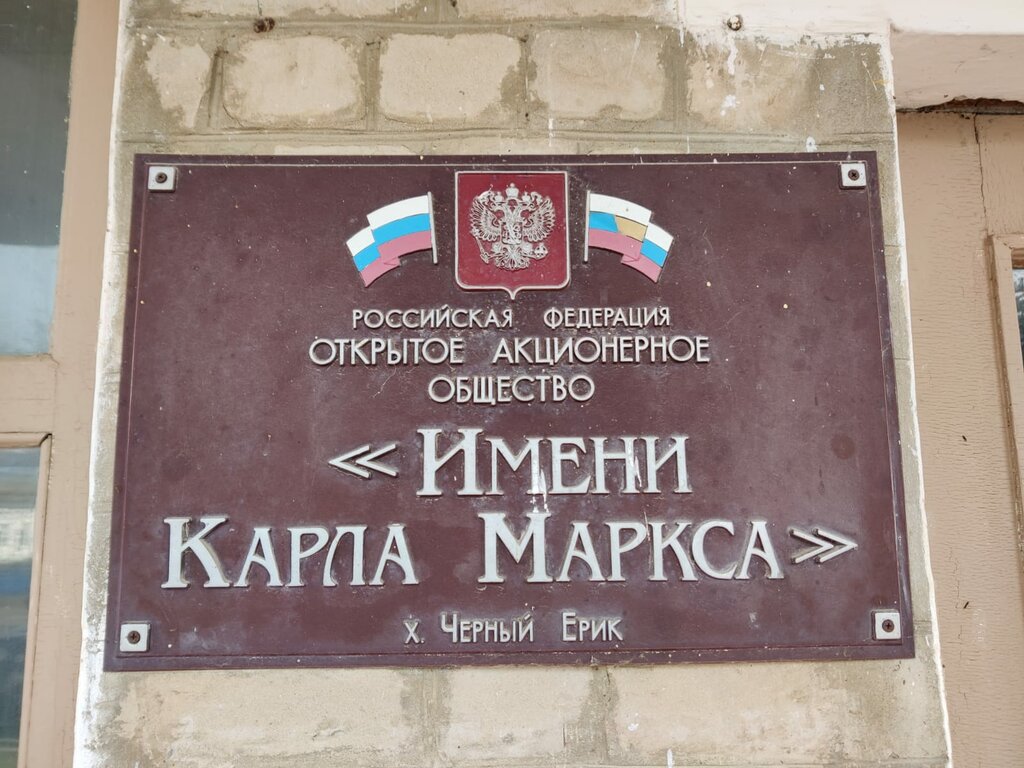 РОССИЙСКАЯ ФЕДЕРАЦИЯ
ОТКРЫТОЕ АКЦИОНЕРНОЕ
ОБЩЕСТВО
«ИМЕНИ
КАРЛА МАРКСА»
х. Черный Ерик